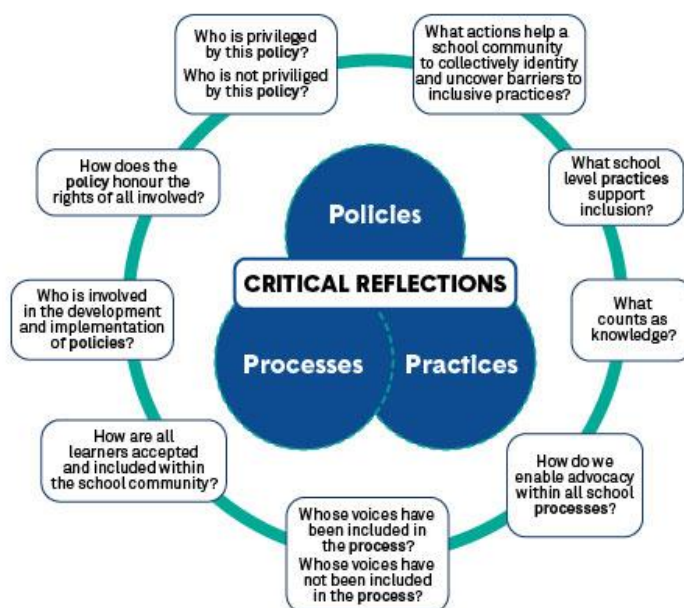 Who is privileged
by this policy?
Who is not priviliged
by this policy?
What actions help a
school community
to collectively identify
and uncover barriers to
inclusive practices?
How does the
policy honour the
rights of all involved?
What school
level practices
support
inclusion?
Policies
CRITICAL REFLECTIONS
Processes
Practices
Who is involved
in the development
and implementation
of policies?
What
counts as
knowledge?
How are all
learners accepted
and included within
the school community?
How do we
enable advocacy
within all school
processes?
Whose voices have
been included in
the process?
Whose voices have
not been included
in the process?